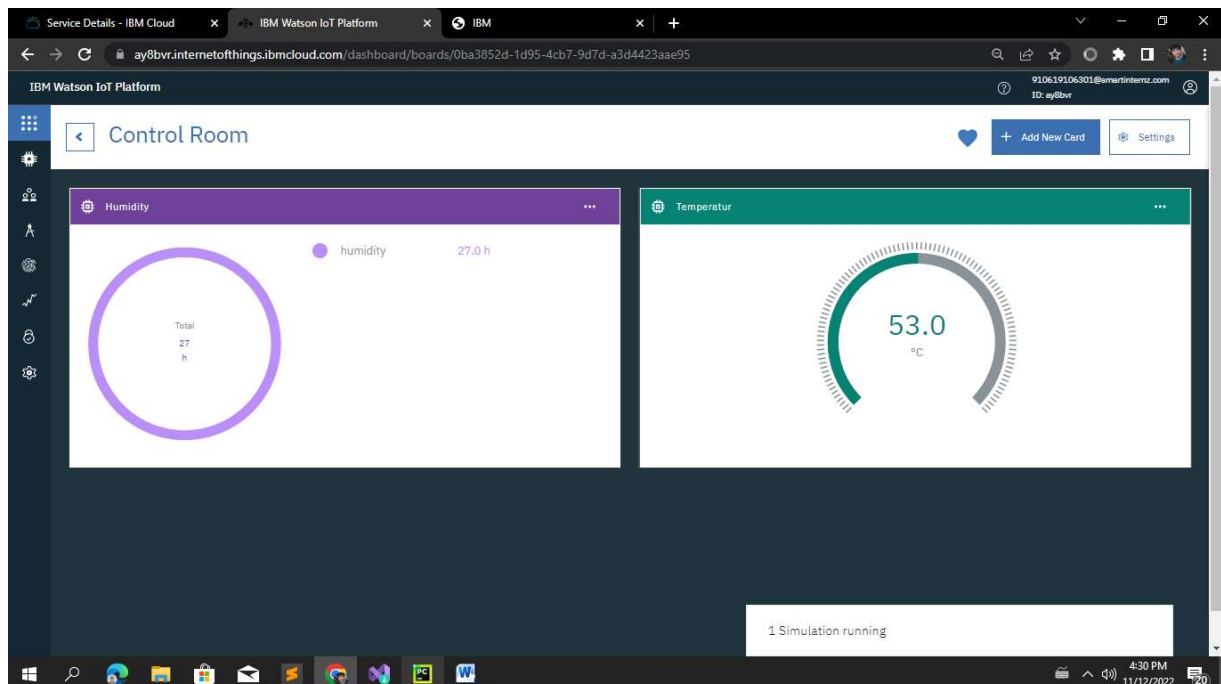 Service Details - IBM Cloud
IBM Watson IoT Platform
IBM
ay8bvr.internetofthings.ibmcloud.com/dashboard/boards/0ba3852d-1d95-4cb7-9d7d-a3d4423aae95
IBM Watson IoT Platform
910619106301@smartinternz.com
ID: ay8bvr
Control Room
+ Add New Card
Settings
Humidity
humidity 27.0 h
Total
27
h
Temperatur
53.0
°C
1 Simulation running
4:30 PM
11/12/2022
20